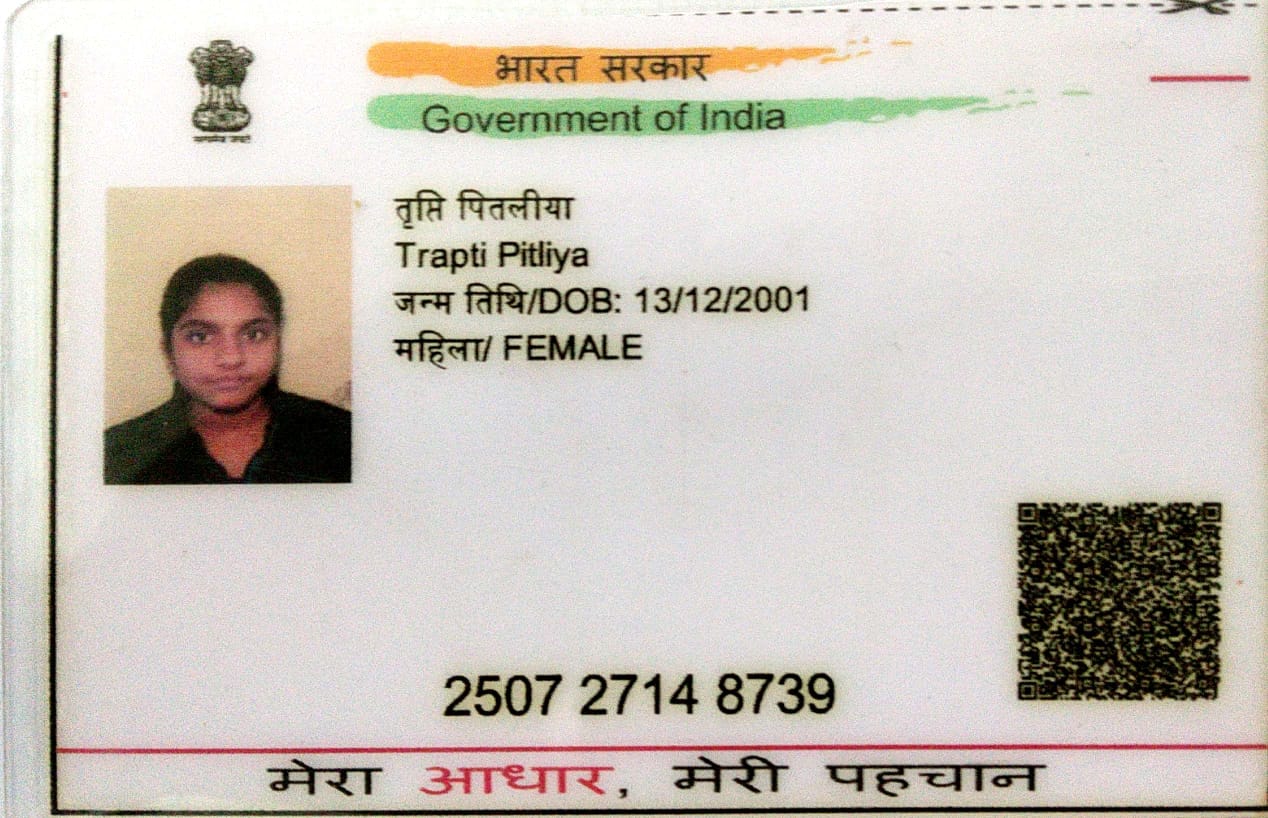 भारत सरकार
Government of India
तृप्ति पितलीया
Trapti Pitliya
जन्म तिथि/DOB: 13/12/2001
महिला/ FEMALE
2507 2714 8739
मेरा आधार, मेरी पहचान